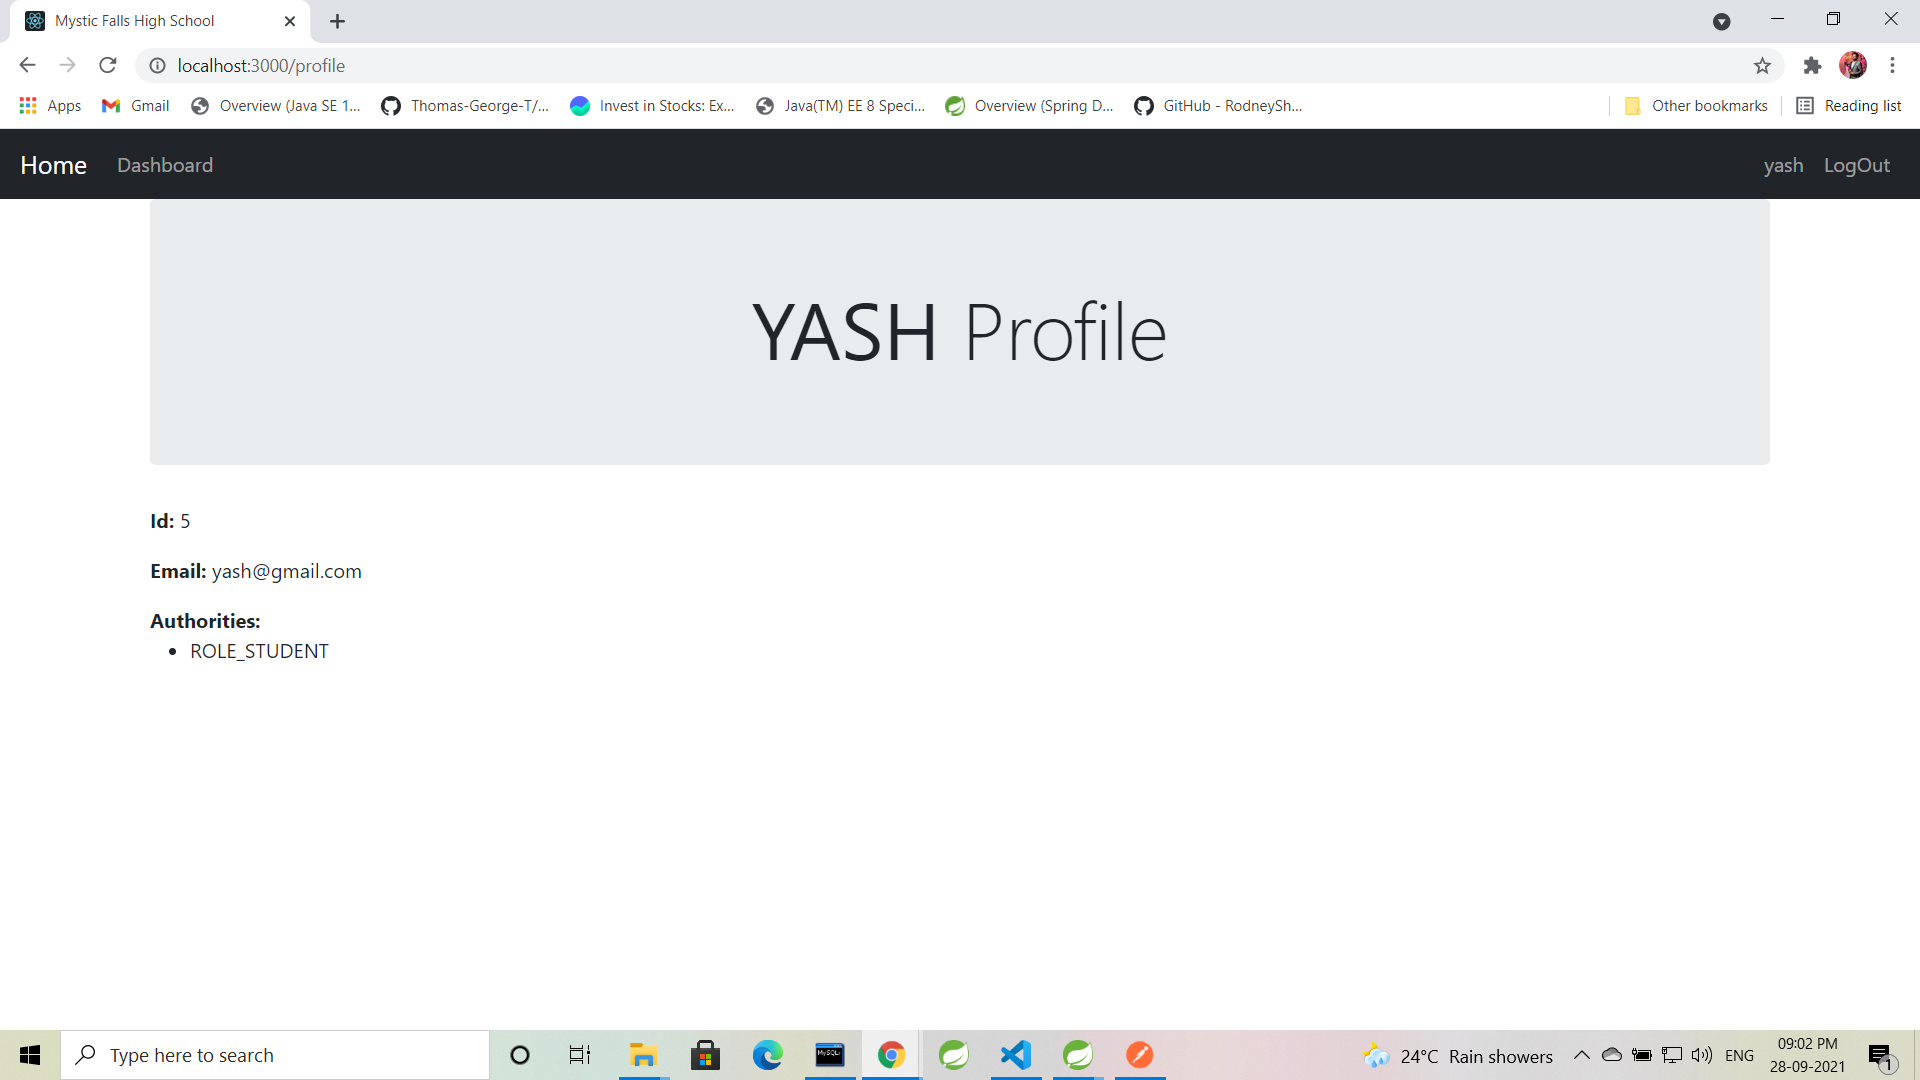 Mystic Falls High School
localhost:3000/profile
Apps Gmail Overview (Java SE 1... Thomas-George-T/... Invest in Stocks: Ex... Java(TM) EE 8 Speci... Overview (Spring D... GitHub - RodneySh... Other bookmarks Reading list
Home Dashboard yash LogOut
YASH Profile
Id: 5
Email: yash@gmail.com
Authorities:
• ROLE_STUDENT
Type here to search
MySQL
24°C Rain showers
ENG
09:02 PM
28-09-2021
1